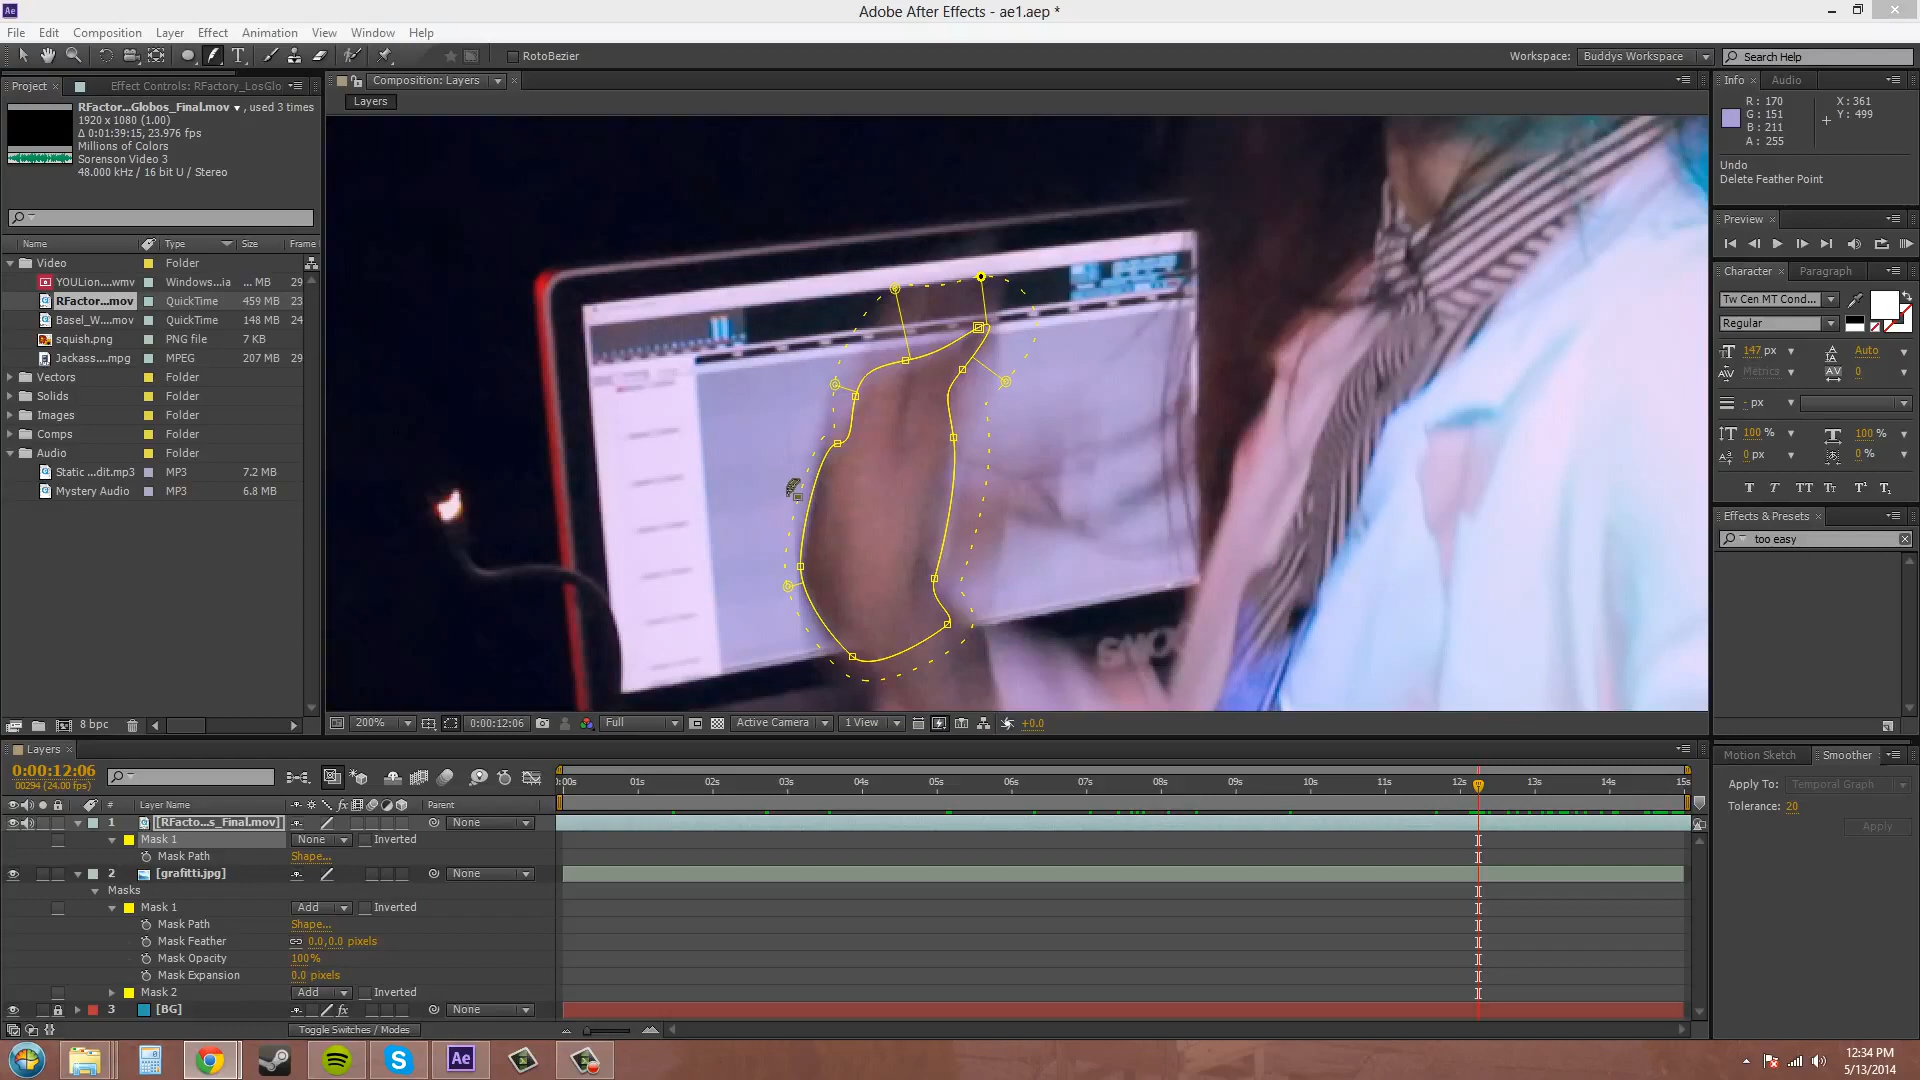 Ae
Adobe After Effects - ae1.aep *
File Edit Composition Layer Effect Animation View Window Help
RotoBezier
Workspace: Buddys Workspace
Search Help
Project Effect Controls: RFactory_LosGlo
Composition: Layers
Info Audio
RFactor...Globos_Final.mov , used 3 times
1920 x 1080 (1.00)
Δ 0:01:39:15, 23.976 fps
Millions of Colors
Sorenson Video 3
48.000 kHz / 16 bit U / Stereo
Layers
R : 170 X : 361
G : 151 Y : 499
B : 211
A : 255
Undo
Delete Feather Point
Preview
Name Type Size Frame
Video Folder
YOULion....wmv Windows...ia ... MB 29
RFactor...mov QuickTime 459 MB 23
Basel_W...mov QuickTime 148 MB 24
squish.png PNG file 7 KB
Jackass....mpg MPEG 207 MB 29
Vectors Folder
Solids Folder
Images Folder
Comps Folder
Audio Folder
Static ...dit.mp3 MP3 7.2 MB
Mystery Audio MP3 6.8 MB
Character Paragraph
Tw Cen MT Cond...
Regular
147 px Auto
Metrics 0
- px
100 % 100 %
0 px 0 %
T T TT Tr T¹ T₁
Effects & Presets
too easy
8 bpc
200% 0:00:12:06 Full Active Camera 1 View +0.0
Layers
0:00:12:06
00294 (24.00 fps)
# Layer Name Parent
:00s 01s 02s 03s 04s 05s 06s 07s 08s 09s 10s 11s 12s 13s 14s 15s
1 [RFacto...s_Final.mov] None
Mask 1 None Inverted
Mask Path Shape...
2 [grafitti.jpg] None
Masks
Mask 1 Add Inverted
Mask Path Shape...
Mask Feather 0.0,0.0 pixels
Mask Opacity 100%
Mask Expansion 0.0 pixels
Mask 2 Add Inverted
3 [BG] None
Toggle Switches / Modes
Motion Sketch Smoother
Apply To: Temporal Graph
Tolerance: 20
Apply
Ae
12:34 PM
5/13/2014